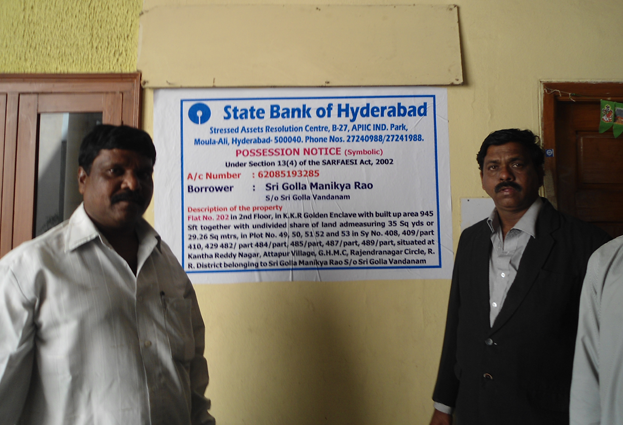 State Bank of Hyderabad
Stressed Assets Resolution Centre, B-27, APIIC IND. Park,
Moula-Ali, Hyderabad- 500040. Phone Nos. 27240988/27241988.
POSSESSION NOTICE (Symbolic)
Under Section 13(4) of the SARFAESI Act, 2002
A/c Number : 62085193285
Borrower : Sri Golla Manikya Rao
S/o Sri Golla Vandanam
Description of the property
Flat No. 202 in 2nd Floor, in K.K.R Golden Enclave with built up area 945
Sft together with undivided share of land admeasuring 35 Sq yds or
29.26 Sq mtrs, in Plot No. 49, 50, 51 52 and 53 in Sy No. 408, 409/part
410, 429 482/ part 484/part, 485/part, 487/part, 489/part, situated at
Kantha Reddy Nagar, Attapur Village, G.H.M.C, Rajendranagar Circle, R.
R. District belonging to Sri Golla Manikya Rao S/o Sri Golla Vandanam